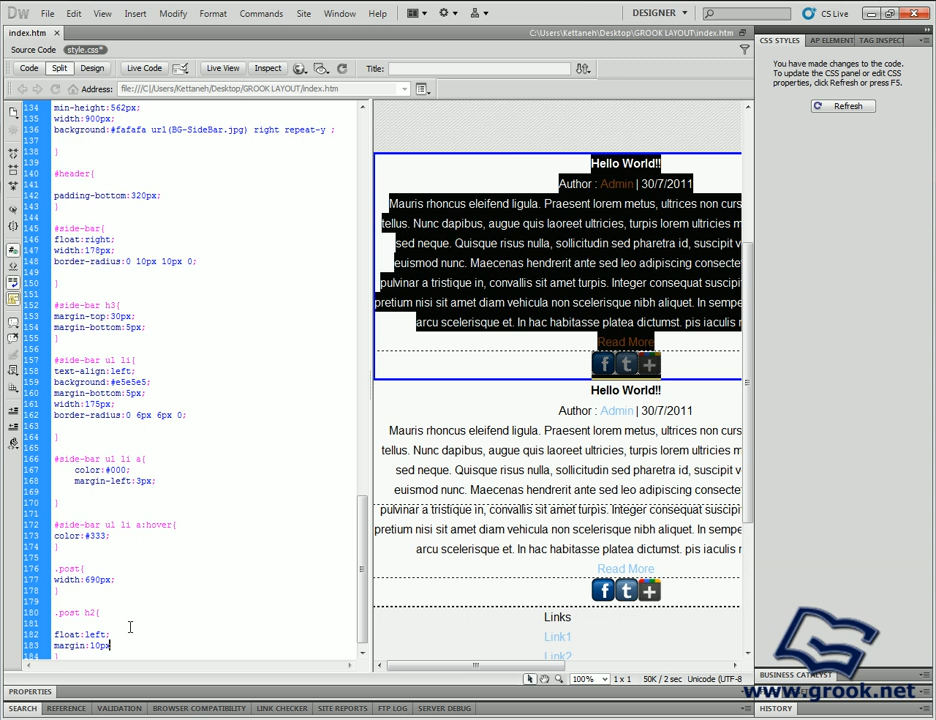 Dw File Edit View Insert Modify Format Commands Site Window Help DESIGNER CS Live
index.htm × C:\Users\Kettaneh\Desktop\GROOK LAYOUT\index.htm
Source Code style.css*
Code Split Design Live Code Live View Inspect Title:
Address: file:///C|/Users/Kettaneh/Desktop/GROOK LAYOUT/index.htm
CSS STYLES AP ELEMENT TAG INSPECT
You have made changes to the code.
To update the CSS panel or edit CSS
properties, click Refresh or press F5.
Refresh
134 min-height:562px;
135 width:900px;
136 background:#fafafa url(BG-SideBar.jpg) right repeat-y ;
137
138 }
139
140 #header{
141
142 padding-bottom:320px;
143 }
144
145 #side-bar{
146 float:right;
147 width:178px;
148 border-radius:0 10px 10px 0;
149
150 }
151
152 #side-bar h3{
153 margin-top:30px;
154 margin-bottom:5px;
155 }
156
157 #side-bar ul li{
158 text-align:left;
159 background:#e5e5e5;
160 margin-bottom:5px;
161 width:175px;
162 border-radius:0 6px 6px 0;
163
164 }
165
166 #side-bar ul li a{
167 color:#000;
168 margin-left:3px;
169
170 }
171
172 #side-bar ul li a:hover{
173 color:#333;
174 }
175
176 .post{
177 width:690px;
178 }
179
180 .post h2{
181
182 float:left;
183 margin:10px
184 }
Hello World!!
Author : Admin | 30/7/2011
Mauris rhoncus eleifend ligula. Praesent lorem metus, ultrices non curs
tellus. Nunc dapibus, augue quis laoreet ultricies, turpis lorem ultrices m
sed neque. Quisque risus nulla, sollicitudin sed pharetra id, suscipit v
euismod nunc. Maecenas hendrerit ante sed leo adipiscing consecte
pulvinar a tristique in, convallis sit amet turpis. Integer consequat suscip
pretium nisi sit amet diam vehicula non scelerisque nibh aliquet. In sempe
arcu scelerisque et. In hac habitasse platea dictumst. pis iaculis
Read More
f t +
Hello World!!
Author : Admin | 30/7/2011
Mauris rhoncus eleifend ligula. Praesent lorem metus, ultrices non curs
tellus. Nunc dapibus, augue quis laoreet ultricies, turpis lorem ultrices m
sed neque. Quisque risus nulla, sollicitudin sed pharetra id, suscipit v
euismod nunc. Maecenas hendrerit ante sed leo adipiscing consecte
pulvinar a tristique in, convallis sit amet turpis. Integer consequat suscip
pretium nisi sit amet diam vehicula non scelerisque nibh aliquet. In sempe
arcu scelerisque et. In hac habitasse platea dictumst. pis iaculis
Read More
f t +
Links
Link1
Link2
100% 1 x 1 50K / 2 sec Unicode (UTF-8
PROPERTIES
SEARCH REFERENCE VALIDATION BROWSER COMPATIBILITY LINK CHECKER SITE REPORTS FTP LOG SERVER DEBUG
BUSINESS CATALYST
HISTORY
www.grook.net